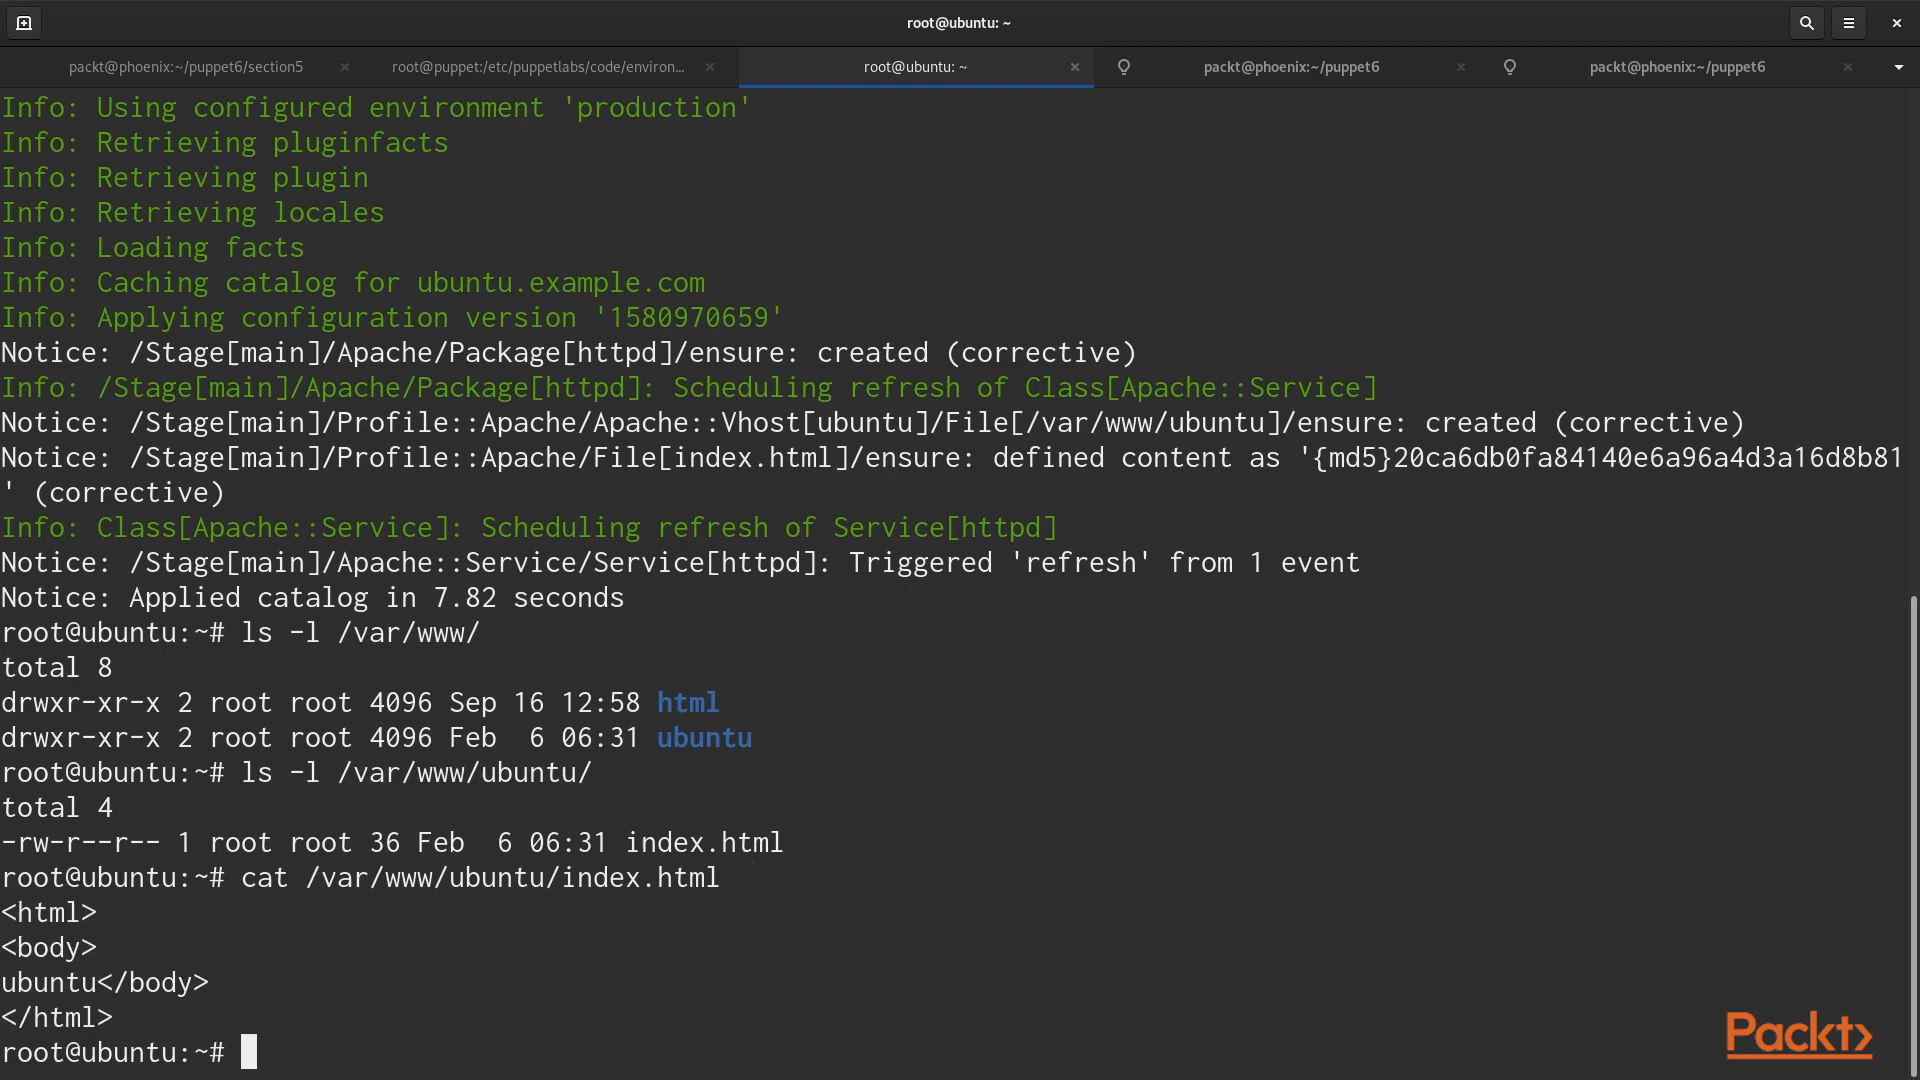 root@ubuntu: ~
packt@phoenix:~/puppet6/section5
root@puppet:/etc/puppetlabs/code/environ...
root@ubuntu: ~
packt@phoenix:~/puppet6
packt@phoenix:~/puppet6
Info: Using configured environment 'production'
Info: Retrieving pluginfacts
Info: Retrieving plugin
Info: Retrieving locales
Info: Loading facts
Info: Caching catalog for ubuntu.example.com
Info: Applying configuration version '1580970659'
Notice: /Stage[main]/Apache/Package[httpd]/ensure: created (corrective)
Info: /Stage[main]/Apache/Package[httpd]: Scheduling refresh of Class[Apache::Service]
Notice: /Stage[main]/Profile::Apache/Apache::Vhost[ubuntu]/File[/var/www/ubuntu]/ensure: created (corrective)
Notice: /Stage[main]/Profile::Apache/File[index.html]/ensure: defined content as '{md5}20ca6db0fa84140e6a96a4d3a16d8b81
' (corrective)
Info: Class[Apache::Service]: Scheduling refresh of Service[httpd]
Notice: /Stage[main]/Apache::Service/Service[httpd]: Triggered 'refresh' from 1 event
Notice: Applied catalog in 7.82 seconds
root@ubuntu:~# ls -l /var/www/
total 8
drwxr-xr-x 2 root root 4096 Sep 16 12:58 html
drwxr-xr-x 2 root root 4096 Feb  6 06:31 ubuntu
root@ubuntu:~# ls -l /var/www/ubuntu/
total 4
-rw-r--r-- 1 root root 36 Feb  6 06:31 index.html
root@ubuntu:~# cat /var/www/ubuntu/index.html
<html>
<body>
ubuntu</body>
</html>
root@ubuntu:~#
Packt>